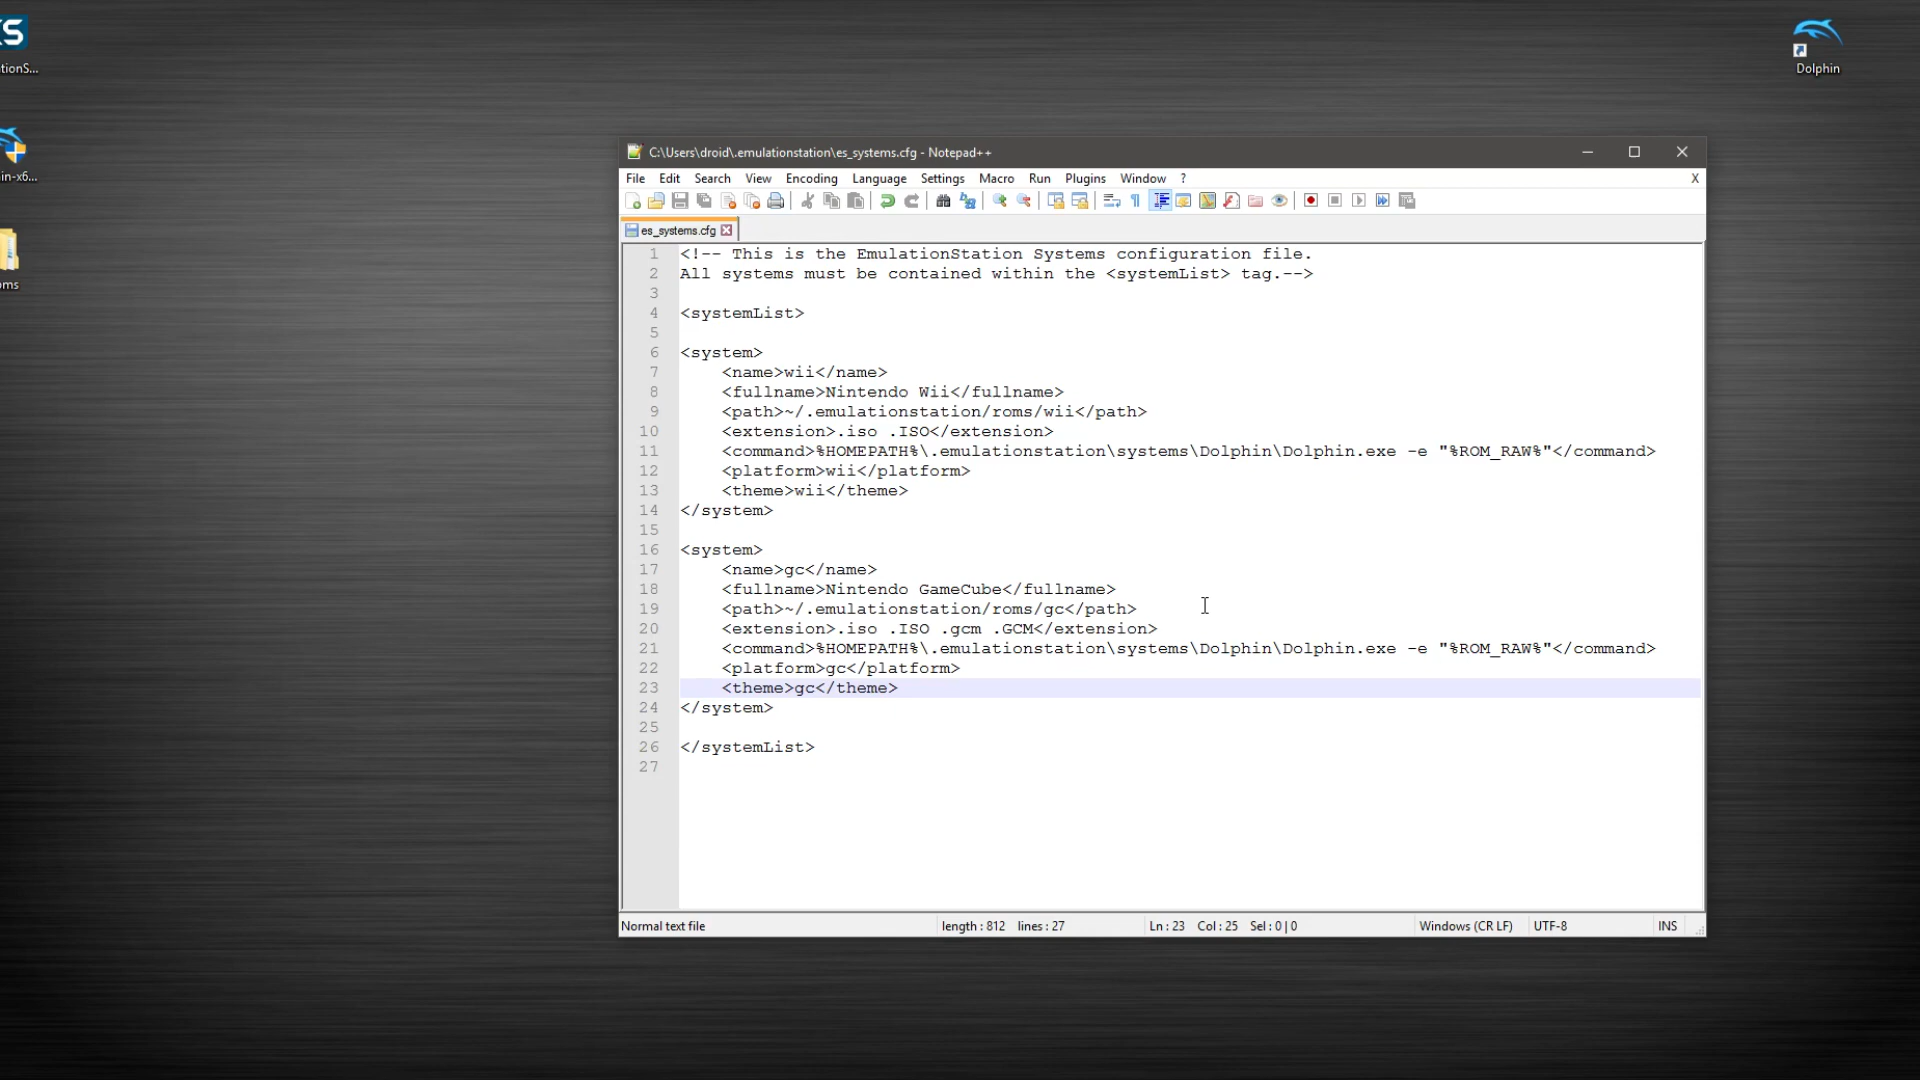 S
tionS...
in-x6...
oms
Dolphin
C:\Users\droid\.emulationstation\es_systems.cfg - Notepad++
File Edit Search View Encoding Language Settings Macro Run Plugins Window ? X
es_systems.cfg
1 <!-- This is the EmulationStation Systems configuration file.
2 All systems must be contained within the <systemList> tag.-->
3
4 <systemList>
5
6 <system>
7 <name>wii</name>
8 <fullname>Nintendo Wii</fullname>
9 <path>~/.emulationstation/roms/wii</path>
10 <extension>.iso .ISO</extension>
11 <command>%HOMEPATH%\.emulationstation\systems\Dolphin\Dolphin.exe -e "%ROM_RAW%"</command>
12 <platform>wii</platform>
13 <theme>wii</theme>
14 </system>
15
16 <system>
17 <name>gc</name>
18 <fullname>Nintendo GameCube</fullname>
19 <path>~/.emulationstation/roms/gc</path>
20 <extension>.iso .ISO .gcm .GCM</extension>
21 <command>%HOMEPATH%\.emulationstation\systems\Dolphin\Dolphin.exe -e "%ROM_RAW%"</command>
22 <platform>gc</platform>
23 <theme>gc</theme>
24 </system>
25
26 </systemList>
27
Normal text file length : 812 lines : 27 Ln : 23 Col : 25 Sel : 0 | 0 Windows (CR LF) UTF-8 INS